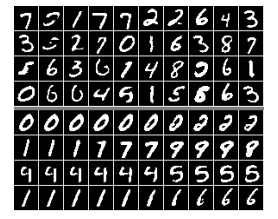 7 5 1 7 7 2 2 6 4 3
3 5 2 7 0 1 6 3 8 7
5 6 3 0 7 4 8 2 6 1
0 6 0 4 5 1 5 8 6 3
0 0 0 0 0 0 0 2 2 2
1 1 1 7 7 9 9 9 9 8
9 4 4 4 4 4 5 5 5 5
1 1 1 1 1 1 1 6 6 6